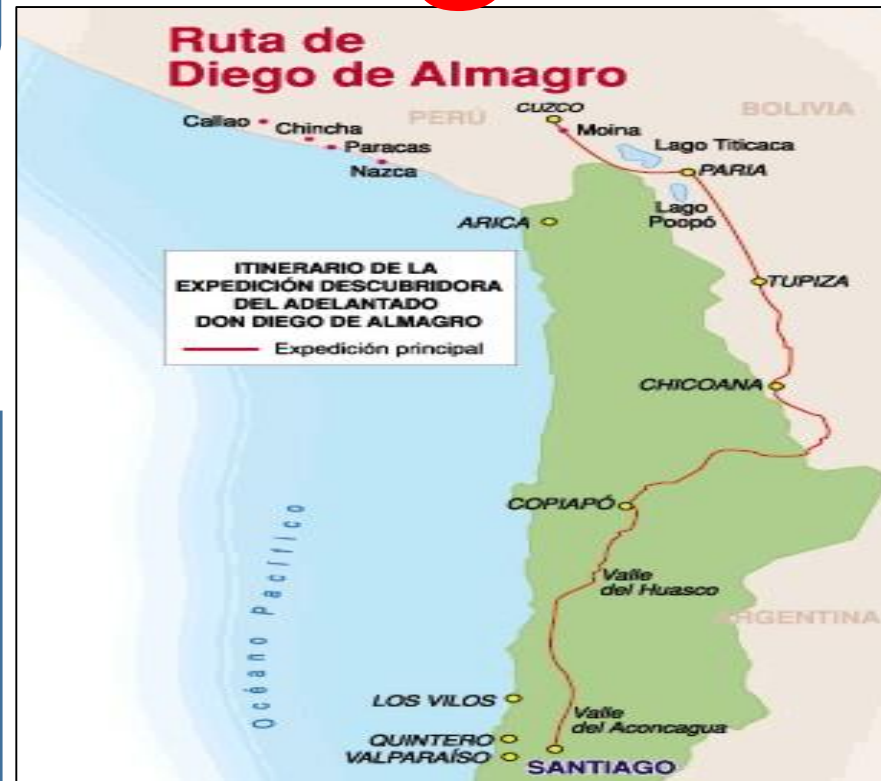 Ruta de
Diego de Almagro
PERÚ
BOLIVIA
CUZCO
Callao
Chincha
Moina
Paracas
Lago Titicaca
Nazca
PARIA
Lago
Poopó
ARICA
ITINERARIO DE LA
EXPEDICIÓN DESCUBRIDORA
DEL ADELANTADO
DON DIEGO DE ALMAGRO
Expedición principal
TUPIZA
CHICOANA
COPIAPÓ
Océano Pacífico
Valle
del Huasco
ARGENTINA
LOS VILOS
Valle
del Aconcagua
QUINTERO
VALPARAÍSO
SANTIAGO